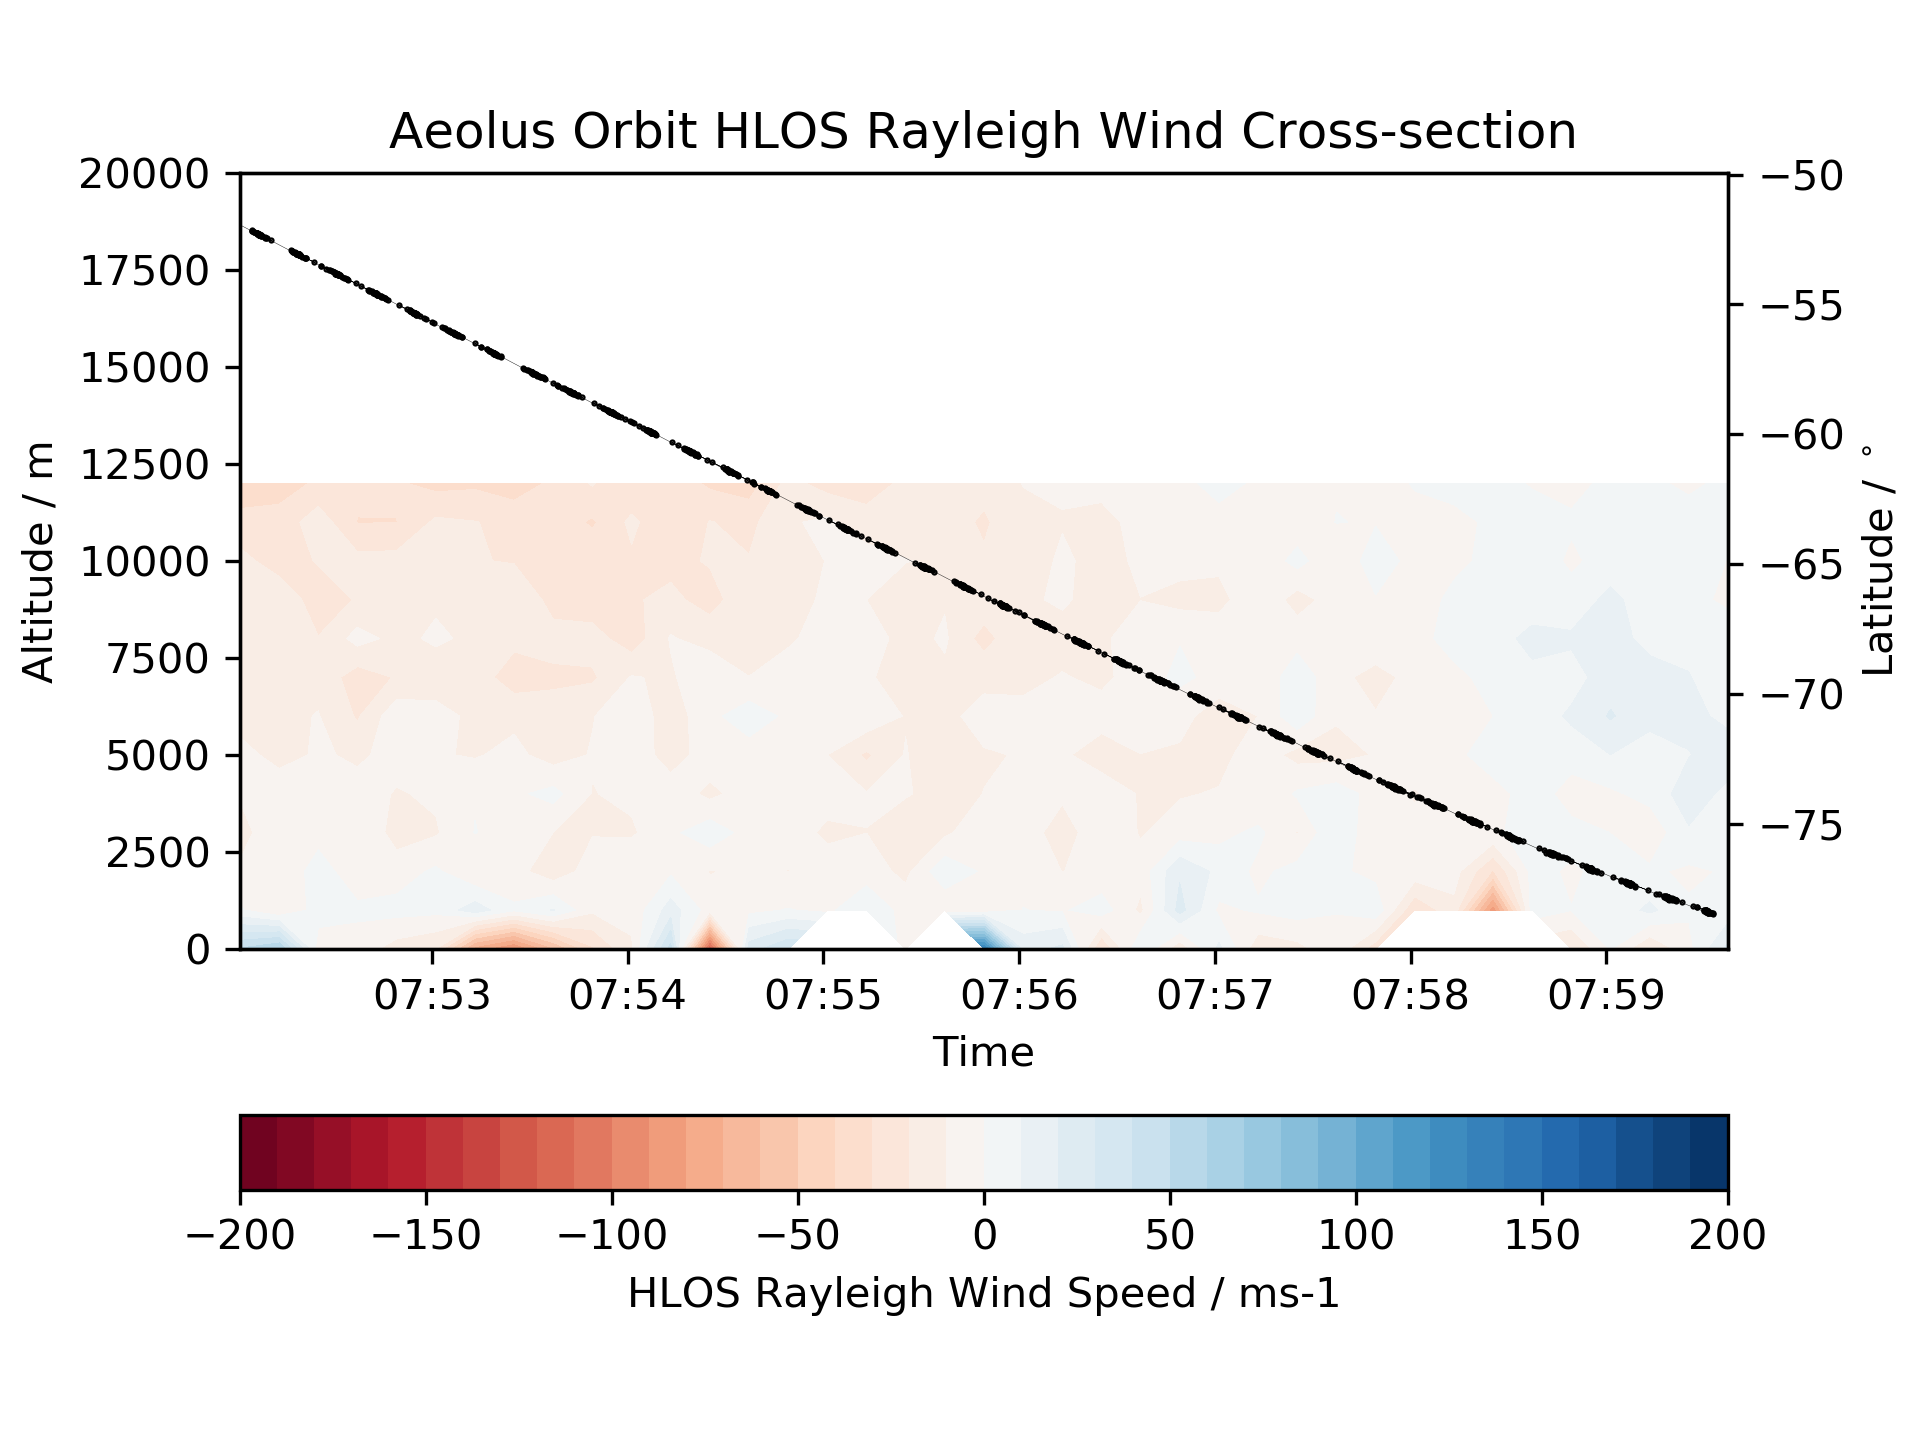 Aeolus Orbit HLOS Rayleigh Wind Cross-section
20000
17500
15000
12500
10000
7500
5000
2500
0
Altitude / m
−50
−55
−60
−65
−70
−75
Latitude / °
07:53 07:54 07:55 07:56 07:57 07:58 07:59
Time
−200 −150 −100 −50 0 50 100 150 200
HLOS Rayleigh Wind Speed / ms-1